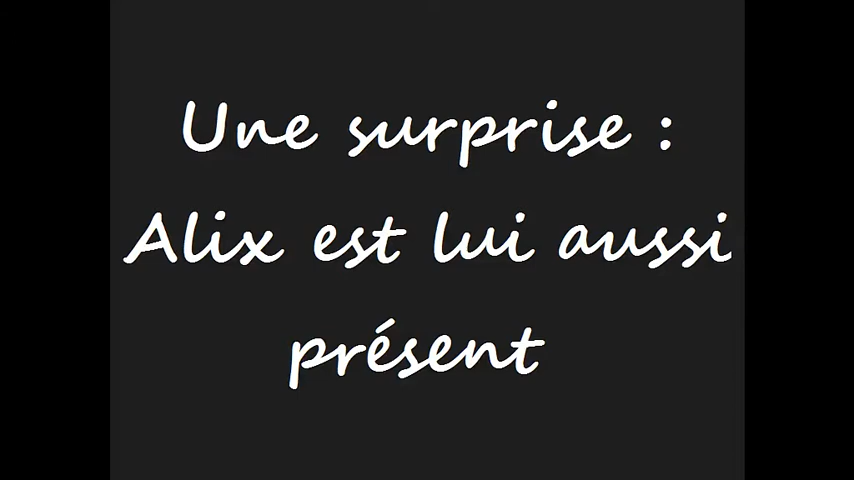 Une surprise :
Alix est lui aussi
présent